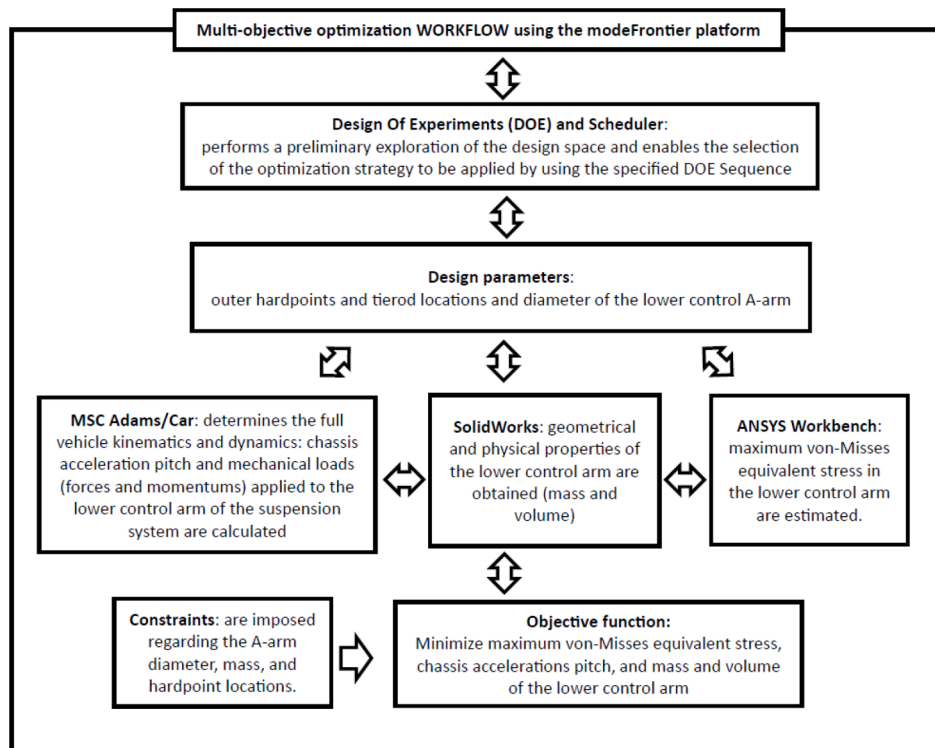 Multi-objective optimization WORKFLOW using the modeFrontier platform
Design Of Experiments (DOE) and Scheduler:
performs a preliminary exploration of the design space and enables the selection
of the optimization strategy to be applied by using the specified DOE Sequence
Design parameters:
outer hardpoints and tierod locations and diameter of the lower control A-arm
MSC Adams/Car: determines the full
vehicle kinematics and dynamics: chassis
acceleration pitch and mechanical loads
(forces and momentums) applied to the
lower control arm of the suspension
system are calculated
SolidWorks: geometrical
and physical properties
of the lower control arm are
obtained (mass and
volume)
ANSYS Workbench:
maximum von-Misses
equivalent stress in
the lower control arm
are estimated.
Constraints: are imposed
regarding the A-arm
diameter, mass, and
hardpoint locations.
Objective function:
Minimize maximum von-Misses equivalent stress,
chassis accelerations pitch, and mass and volume
of the lower control arm